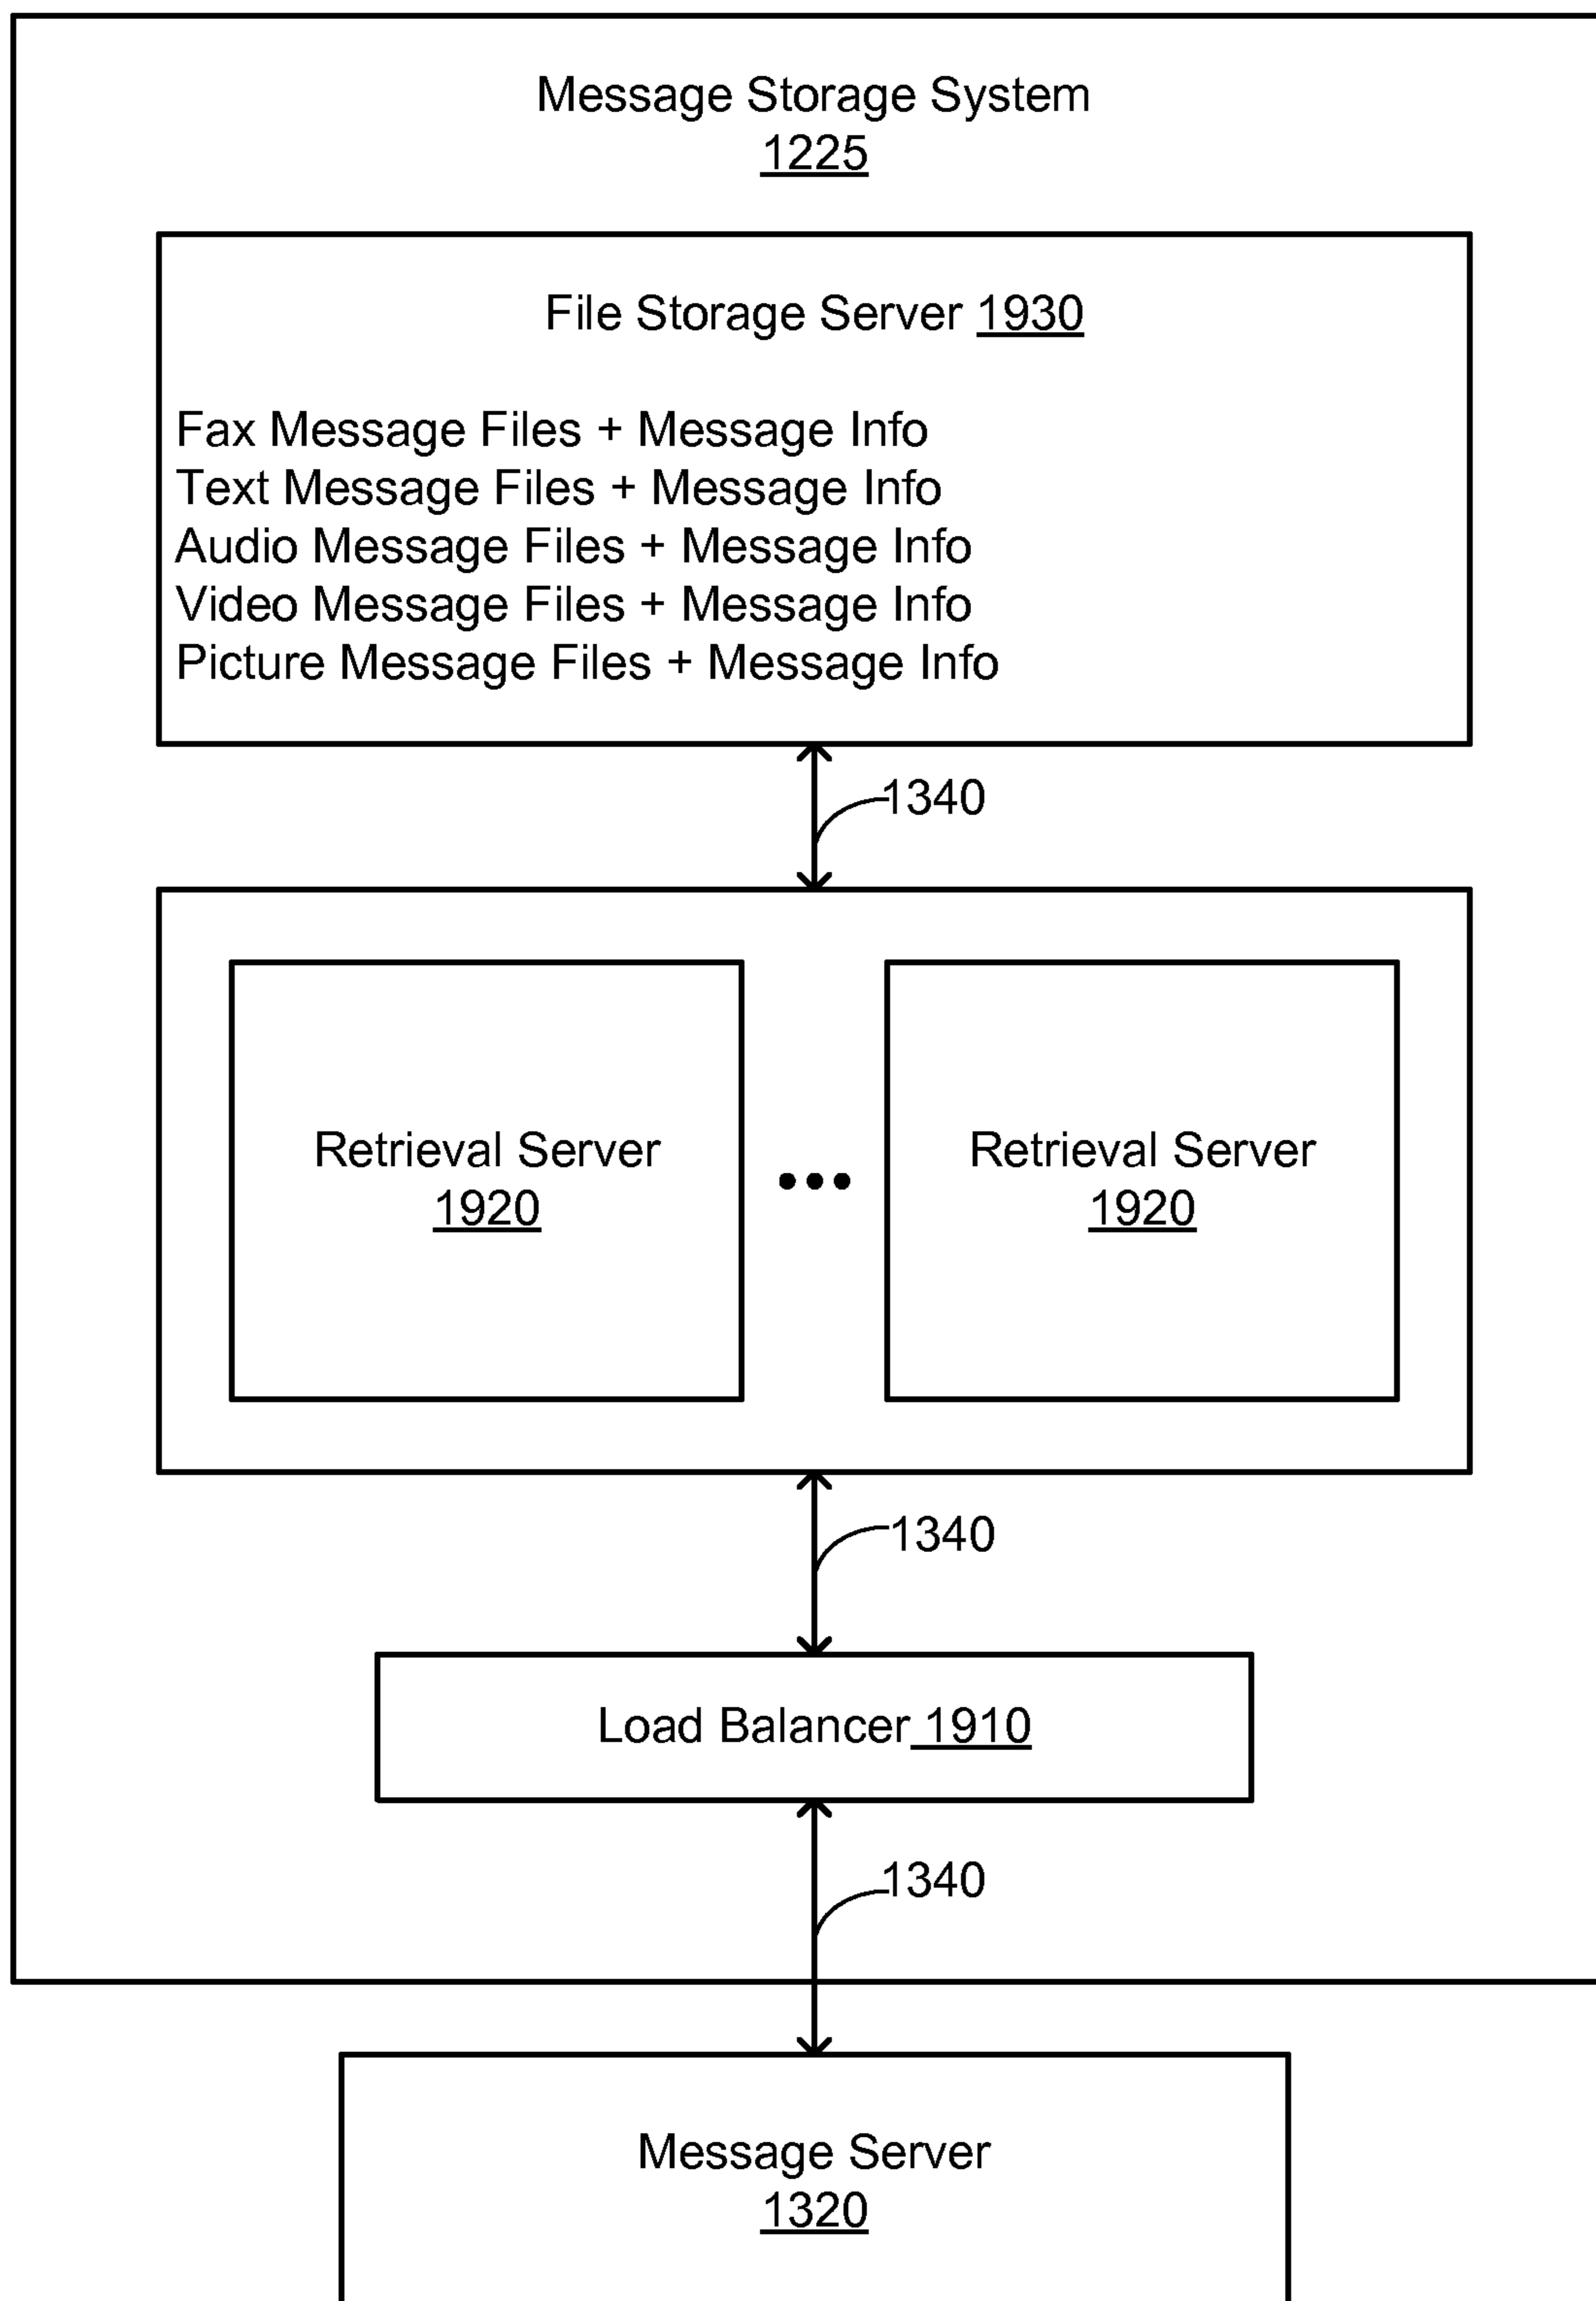 Message Storage System
1225
File Storage Server 1930
Fax Message Files + Message Info
Text Message Files + Message Info
Audio Message Files + Message Info
Video Message Files + Message Info
Picture Message Files + Message Info
1340
Retrieval Server
1920
Retrieval Server
1920
1340
Load Balancer 1910
1340
Message Server
1320